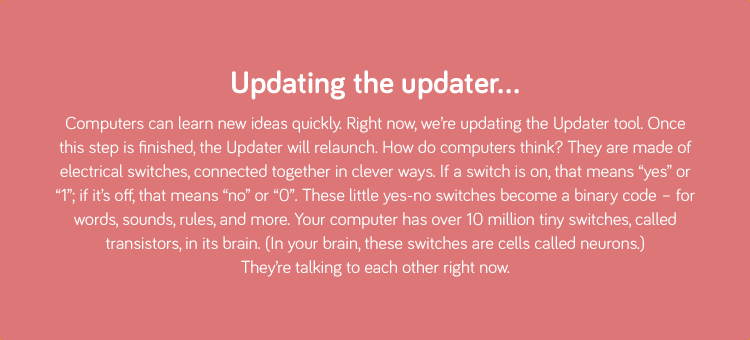 Updating the updater...
Computers can learn new ideas quickly. Right now, we’re updating the Updater tool. Once
this step is finished, the Updater will relaunch. How do computers think? They are made of
electrical switches, connected together in clever ways. If a switch is on, that means “yes” or
“1”; if it’s off, that means “no” or “0”. These little yes-no switches become a binary code – for
words, sounds, rules, and more. Your computer has over 10 million tiny switches, called
transistors, in its brain. (In your brain, these switches are cells called neurons.)
They’re talking to each other right now.